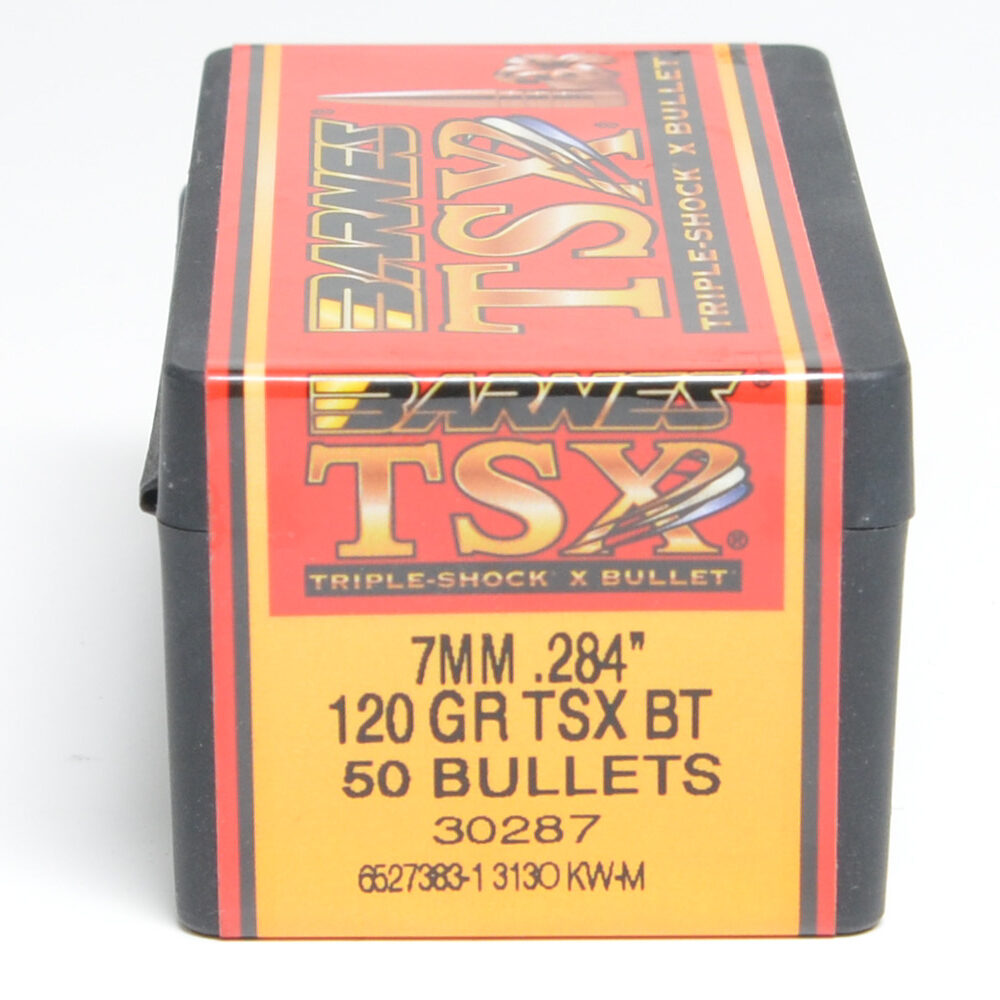 BARNES®
TSX®
TRIPLE-SHOCK X BULLET
BARNES®
TSX®
TRIPLE-SHOCK X BULLET
7MM .284"
120 GR TSX BT
50 BULLETS
30287
6527383-1 3130 KW-M